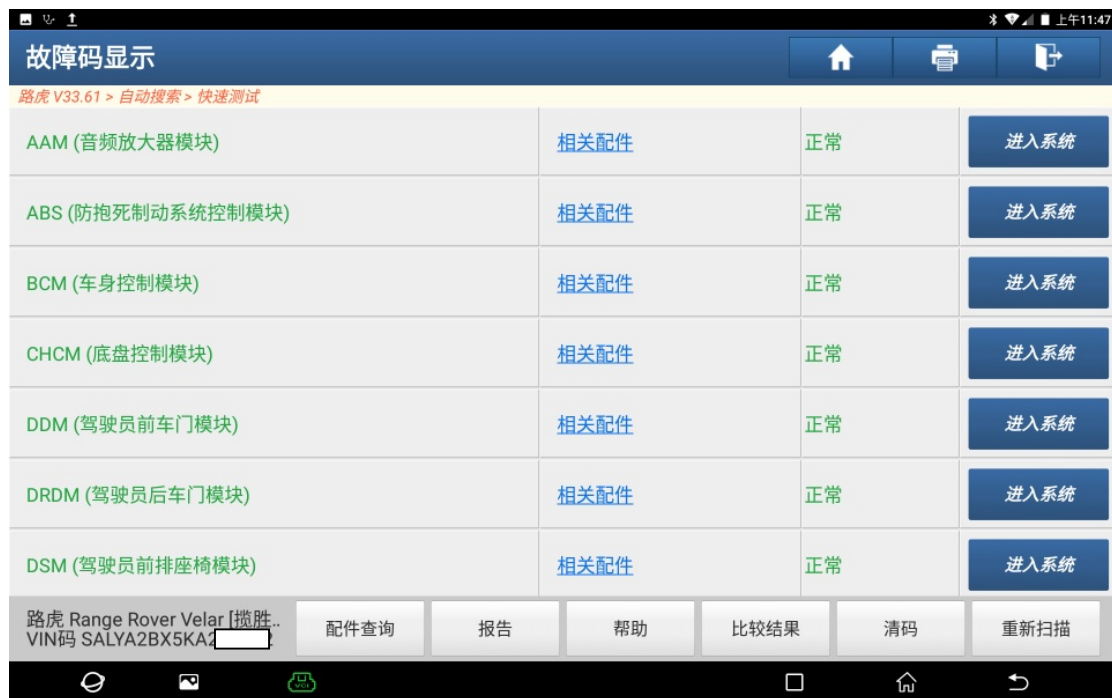 上午11:47
故障码显示
路虎 V33.61 > 自动搜索 > 快速测试
AAM (音频放大器模块) 相关配件 正常 进入系统
ABS (防抱死制动系统控制模块) 相关配件 正常 进入系统
BCM (车身控制模块) 相关配件 正常 进入系统
CHCM (底盘控制模块) 相关配件 正常 进入系统
DDM (驾驶员前车门模块) 相关配件 正常 进入系统
DRDM (驾驶员后车门模块) 相关配件 正常 进入系统
DSM (驾驶员前排座椅模块) 相关配件 正常 进入系统
路虎 Range Rover Velar [揽胜..
VIN码 SALYA2BX5KA2
配件查询 报告 帮助 比较结果 清码 重新扫描
VCI